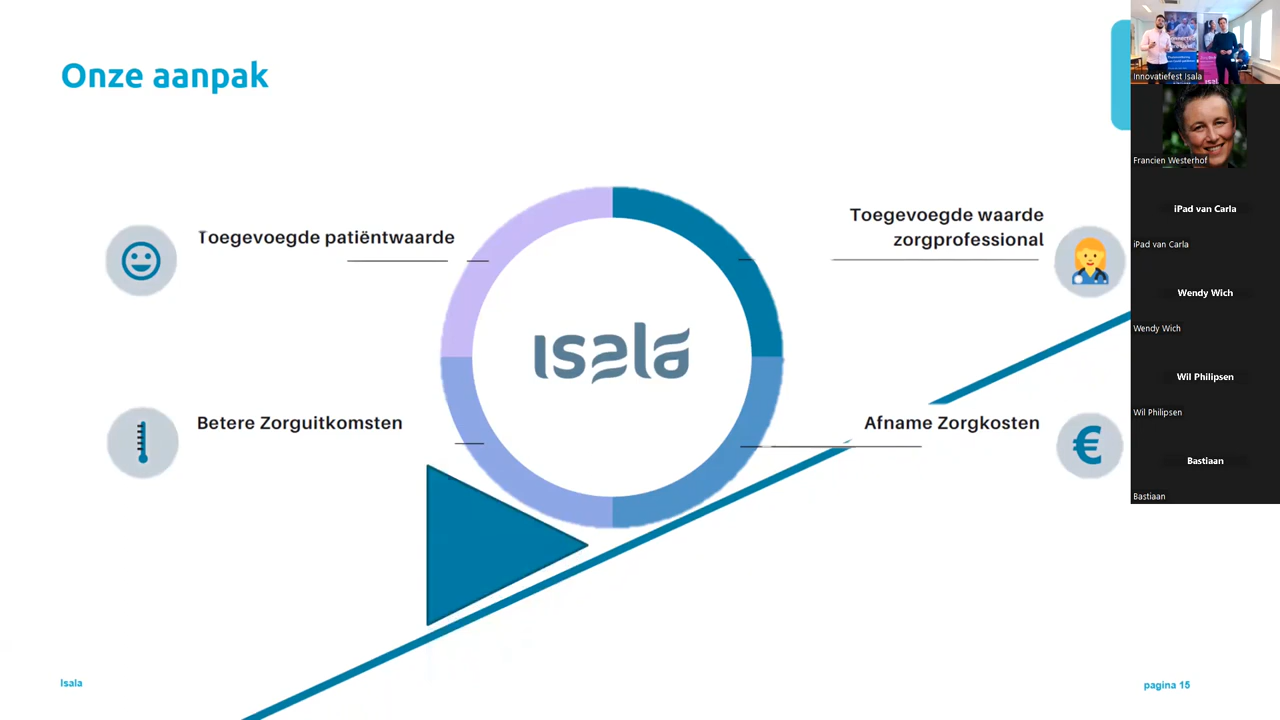 Onze aanpak
Toegevoegde patiëntwaarde
Toegevoegde waarde
zorgprofessional
Isala
Betere Zorguitkomsten
Afname Zorgkosten
€
Isala
pagina 15
Innovatiefest Isala
Francien Westerhof
iPad van Carla
iPad van Carla
Wendy Wich
Wendy Wich
Wil Philipsen
Wil Philipsen
Bastiaan
Bastiaan